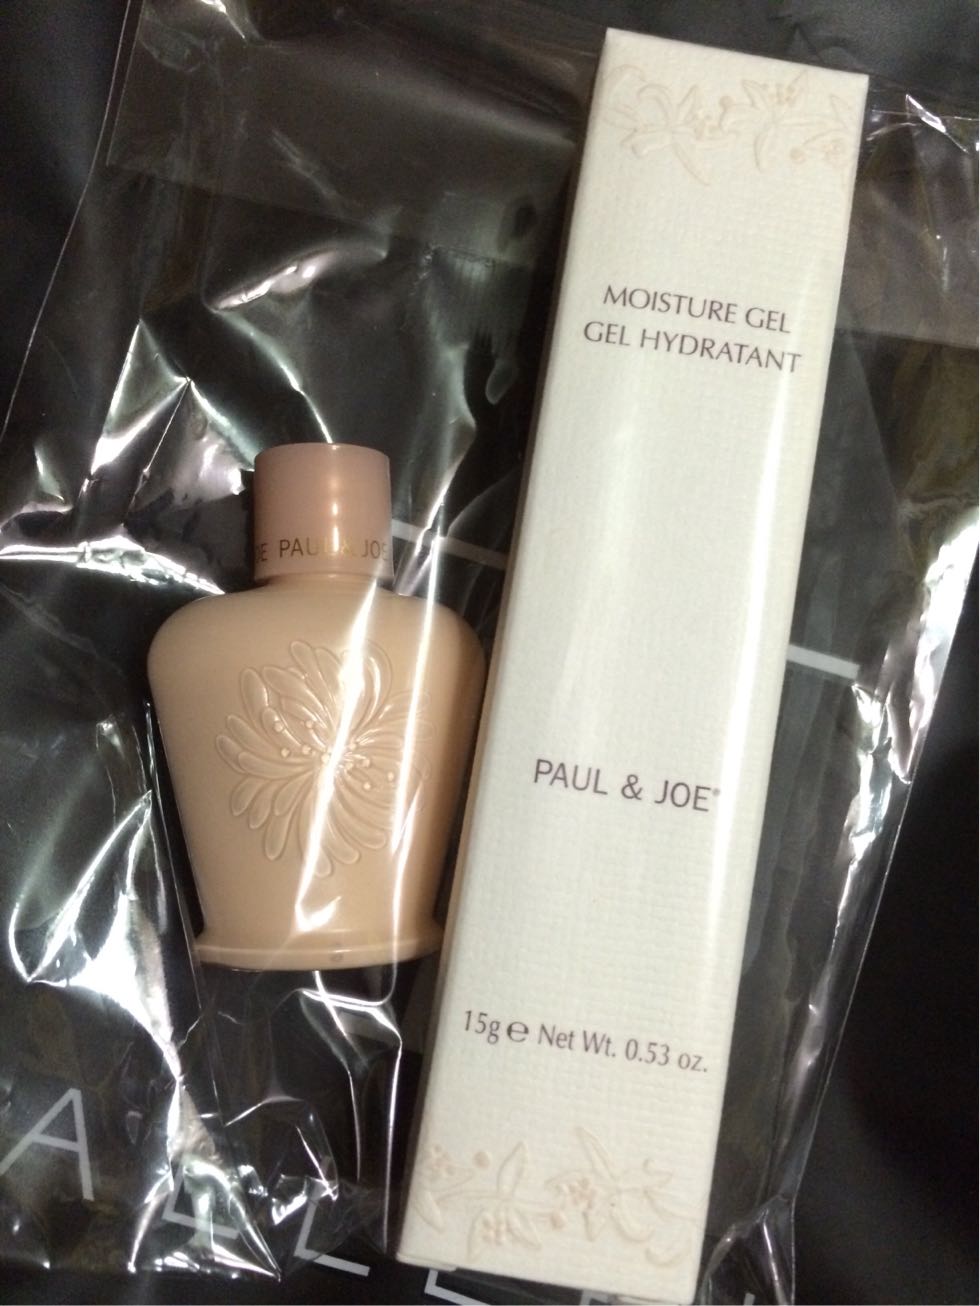 MOISTURE GEL
GEL HYDRATANT
PAUL & JOE
PAUL & JOE®
15g ℮ Net Wt. 0.53 oz.